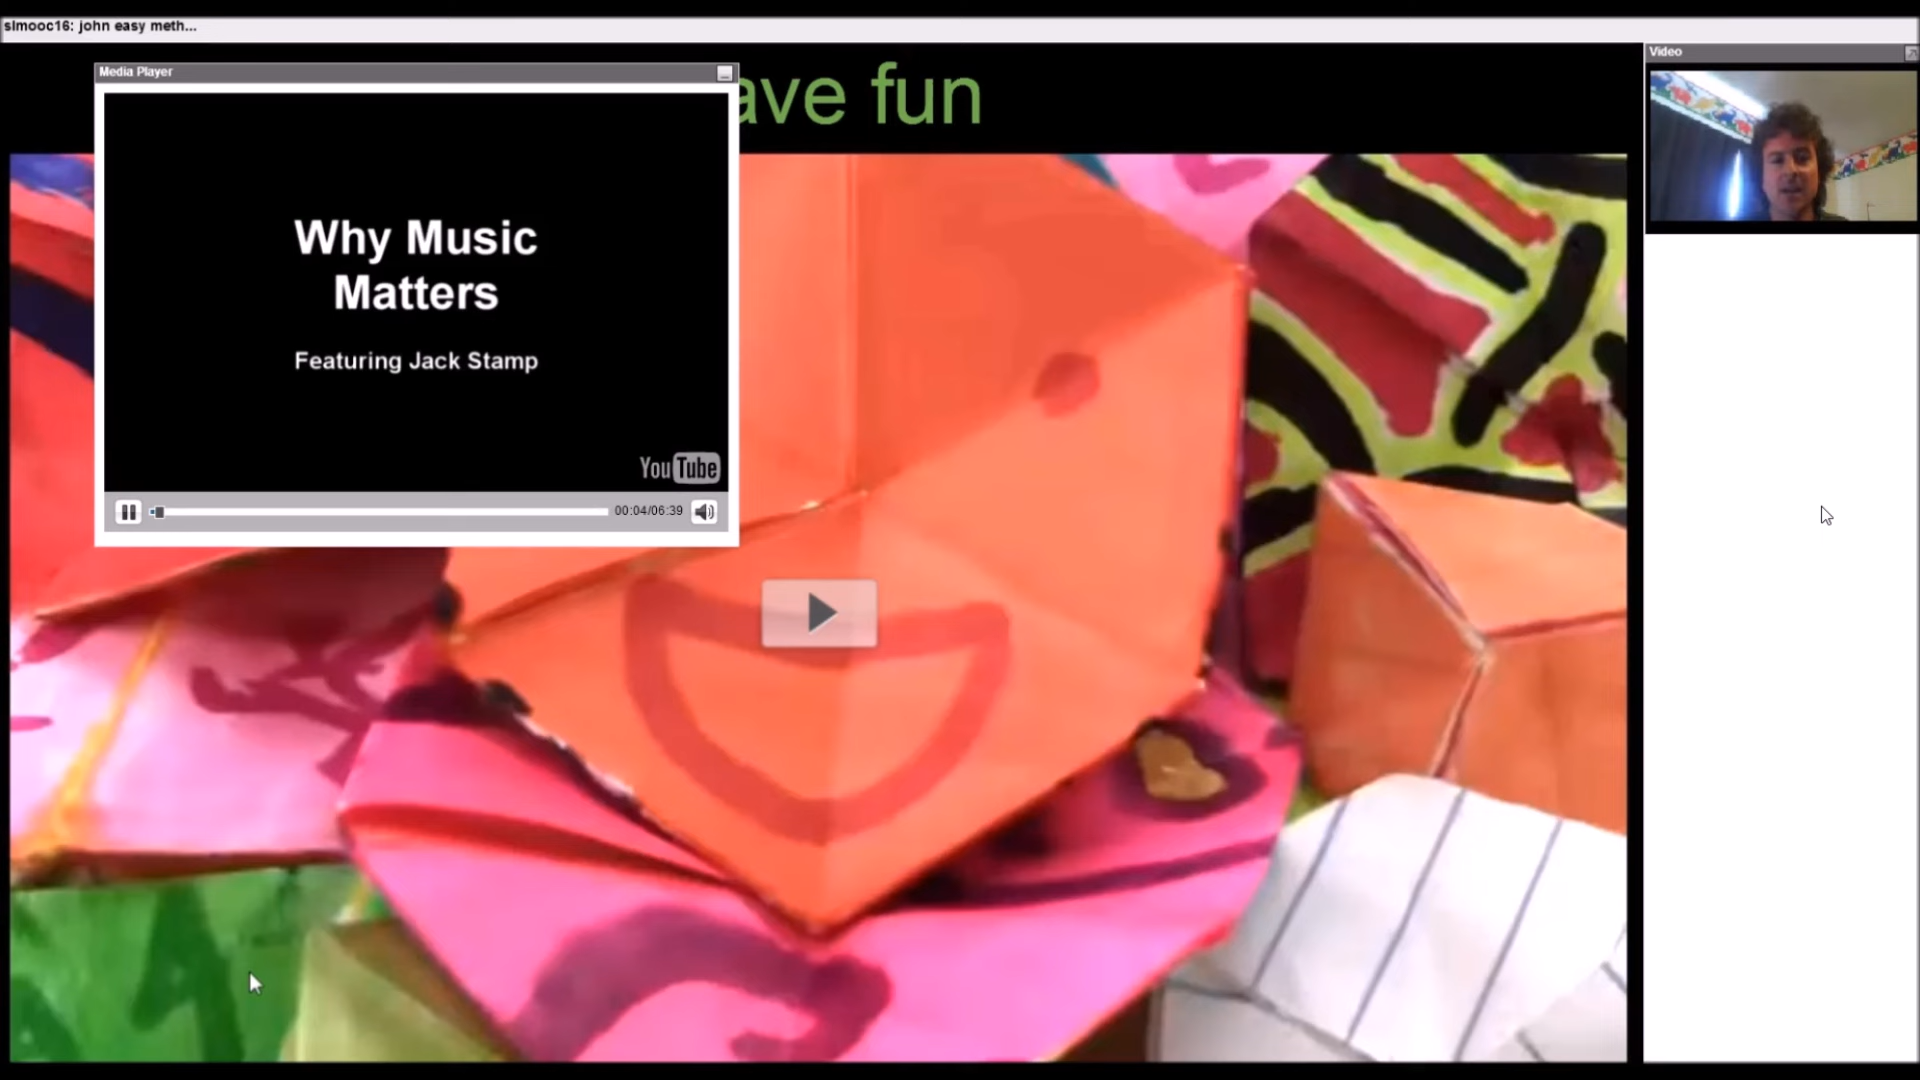 slmooc16: john easy meth...
Media Player
Video
ave fun
Why Music
Matters
Featuring Jack Stamp
YouTube
00:04/06:39